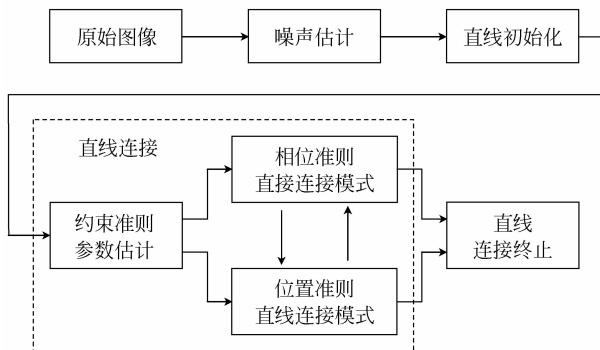 原始图像
噪声估计
直线初始化
直线连接
约束准则
参数估计
相位准则
直接连接模式
位置准则
直线连接模式
直线
连接终止